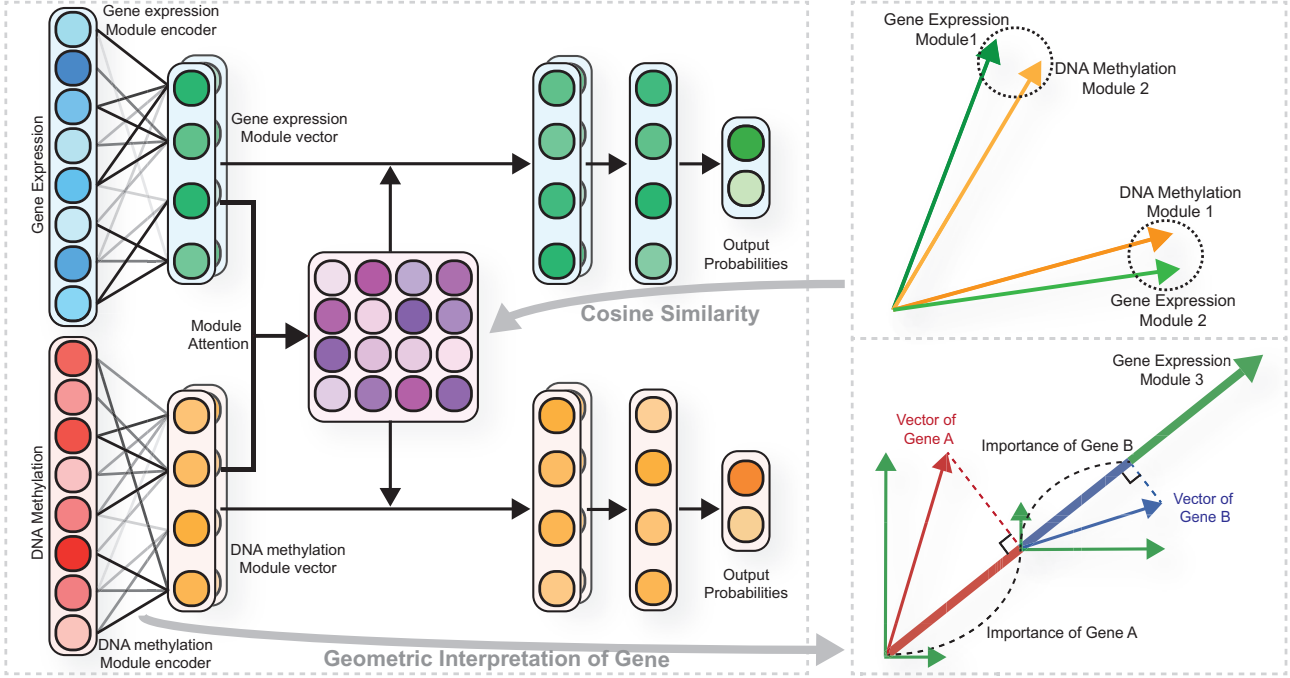 Gene expression
Module encoder
Gene Expression
Gene expression
Module vector
Output
Probabilities
Module
Attention
Cosine Similarity
DNA Methylation
DNA methylation
Module vector
Output
Probabilities
DNA methylation
Module encoder
Geometric Interpretation of Gene
Gene Expression
Module1
DNA Methylation
Module 2
DNA Methylation
Module 1
Gene Expression
Module 2
Gene Expression
Module 3
Vector of
Gene A
Importance of Gene B
Vector of
Gene B
Importance of Gene A